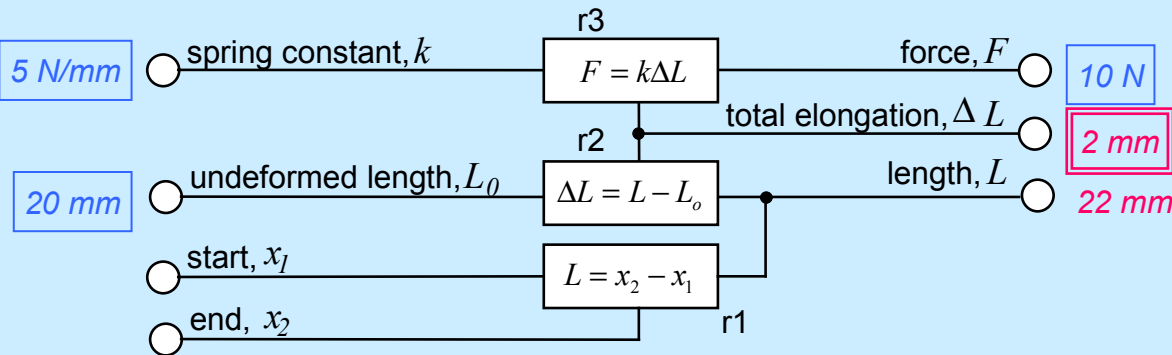 r3
5 N/mm spring constant, k F = kΔL force, F 10 N
total elongation, Δ L 2 mm
r2
20 mm undeformed length, L0 ΔL = L − Lo length, L 22 mm
start, x1 L = x2 − x1
end, x2 r1